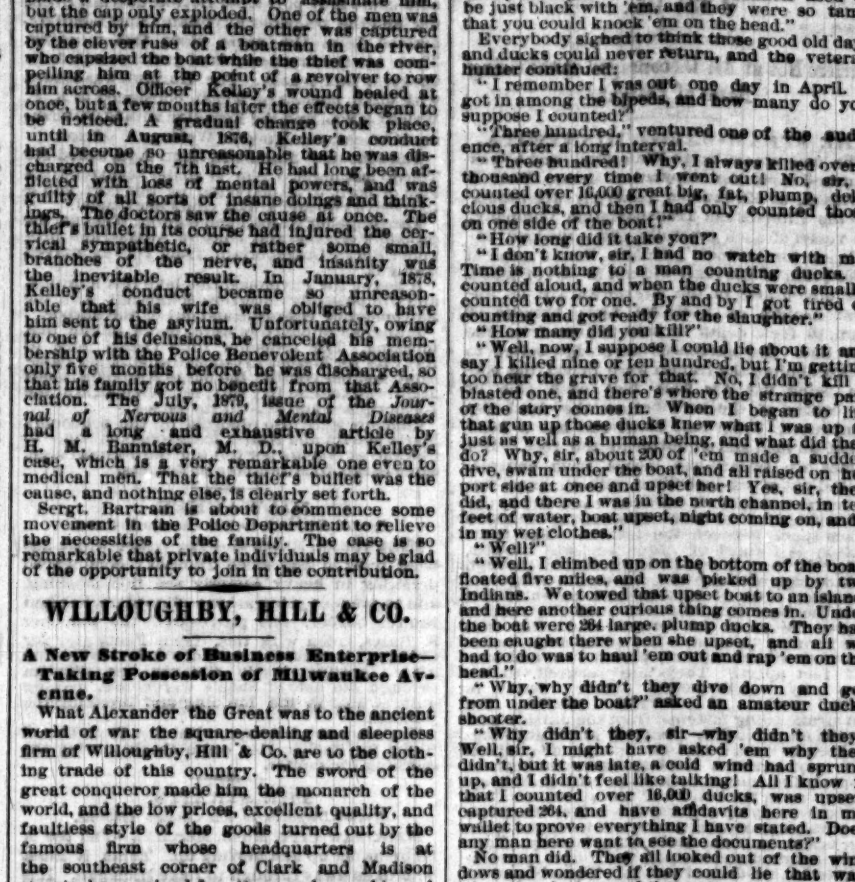 but the cap only exploded. One of the men was
captured by him, and the other was captured
by the clever ruse of a boatman in the river,
who capsized the boat while the thief was com-
pelling him at the point of a revolver to row
him across. Officer Kelley's wound healed at
once, but a few months later the effects began to
be noticed. A gradual change took place,
until in August, 1876, Kelley's conduct
had become so unreasonable that he was dis-
charged on the 7th inst. He had long been af-
flicted with loss of mental powers, and was
guilty of all sorts of insane doings and think-
ings. The doctors saw the cause at once. The
thief's bullet in its course had injured the cer-
vical sympathetic, or rather some small,
branches of the nerve, and insanity was
the inevitable result. In January, 1878,
Kelley's conduct became so unreason-
able that his wife was obliged to have
him sent to the asylum. Unfortunately, owing
to one of his delusions, he canceled his mem-
bership with the Police Benevolent Association
only five months before he was discharged, so
that his family got no benefit from that Asso-
ciation. The July, 1879, issue of the Jour-
nal of Nervous and Mental Diseases
had a long and exhaustive article by
H. M. Bannister, M. D., upon Kelley's
case, which is a very remarkable one even to
medical men. That the thief's bullet was the
cause, and nothing else, is clearly set forth.
Sergt. Bartram is about to commence some
movement in the Police Department to relieve
the necessities of the family. The case is so
remarkable that private individuals may be glad
of the opportunity to join in the contribution.
WILLOUGHBY, HILL & CO.
A New Stroke of Business Enterprise—
Taking Possession of Milwaukee Av-
enue.
What Alexander the Great was to the ancient
world of war the square-dealing and sleepless
firm of Willoughby, Hill & Co. are to the cloth-
ing trade of this country. The sword of the
great conqueror made him the monarch of the
world, and the low prices, excellent quality, and
faultless style of the goods turned out by the
famous firm whose headquarters is at
the southeast corner of Clark and Madison
be just black with 'em, and they were so tam
that you could knock 'em on the head."
Everybody sighed to think those good old da
and ducks could never return, and the veter
hunter continued:
"I remember I was out one day in April
got in among the bipeds, and how many do yo
suppose I counted?"
"Three hundred," ventured one of the aud
ence, after a long interval.
"Three hundred! Why, I always killed over
thousand every time I went out! No, sir,
counted over 16,000 great big, fat, plump, del
cious ducks, and then I had only counted tho
on one side of the boat!"
"How long did it take you?"
"I don't know, sir, I had no watch with m
Time is nothing to a man counting ducks.
counted aloud, and when the ducks were small
counted two for one. By and by I got tired
counting and got ready for the slaughter."
"How many did you kill?"
"Well, now, I suppose I could lie about it an
say I killed nine or ten hundred, but I'm gettin
too near the grave for that. No, I didn't kill
blasted one, and there's where the strange pa
of the story comes in. When I began to li
that gun up those ducks knew what I was up
just as well as a human being, and what did the
do? Why, sir, about 200 of 'em made a sudde
dive, swam under the boat, and all raised on he
port side at once and upset her! Yes, sir, the
did, and there I was in the north channel, in te
feet of water, boat upset, night coming on, and
in my wet clothes."
"Well?"
"Well, I climbed up on the bottom of the boa
floated five miles, and was picked up by tw
Indians. We towed that upset boat to an islan
and here another curious thing comes in. Unde
the boat were 264 large, plump ducks. They ha
been caught there when she upset, and all w
had to do was to haul 'em out and rap 'em on th
head."
"Why, why didn't they dive down and g
from under the boat?" asked an amateur duck
shooter.
"Why didn't they, sir—why didn't they
Well, sir, I might have asked 'em why the
didn't, but it was late, a cold wind had sprun
up, and I didn't feel like talking! All I know
that I counted over 16,000 ducks, was upse
captured 264, and have affidavits here in m
wallet to prove everything I have stated. Doe
any man here want to see the documents?"
No man did. They all looked out of the win
dows and wondered if they could lie that wa